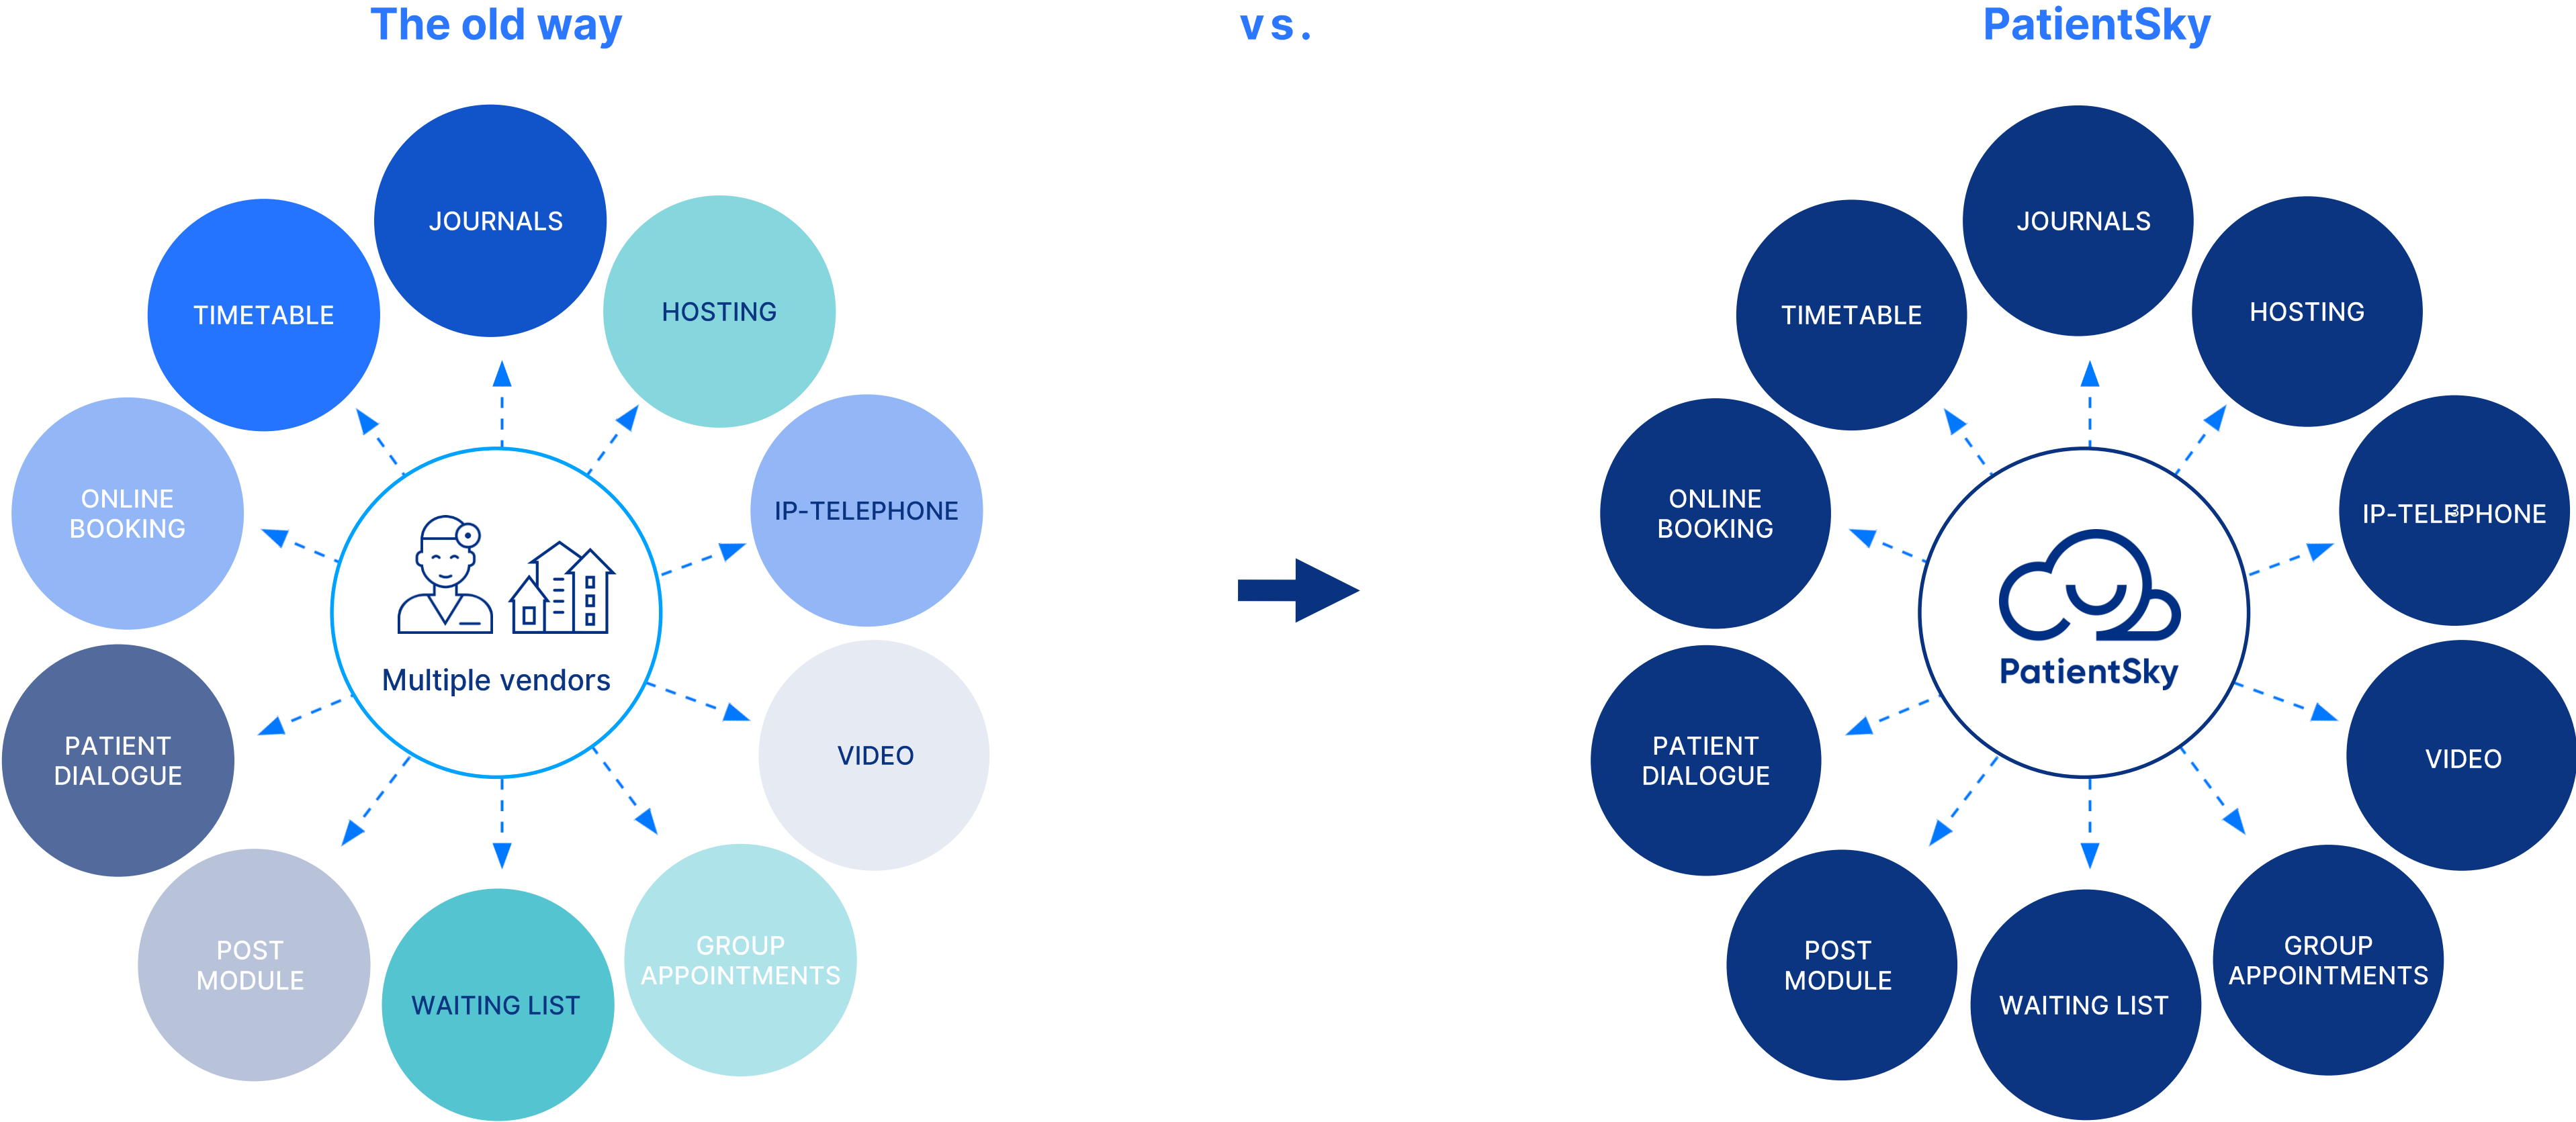 The old way
vs.
PatientSky
JOURNALS
HOSTING
TIMETABLE
IP-TELEPHONE
ONLINE
BOOKING
Multiple vendors
PATIENT
DIALOGUE
VIDEO
POST
MODULE
GROUP
APPOINTMENTS
WAITING LIST
JOURNALS
HOSTING
TIMETABLE
IP-TELEPHONE
3
ONLINE
BOOKING
PatientSky
PATIENT
DIALOGUE
VIDEO
POST
MODULE
GROUP
APPOINTMENTS
WAITING LIST